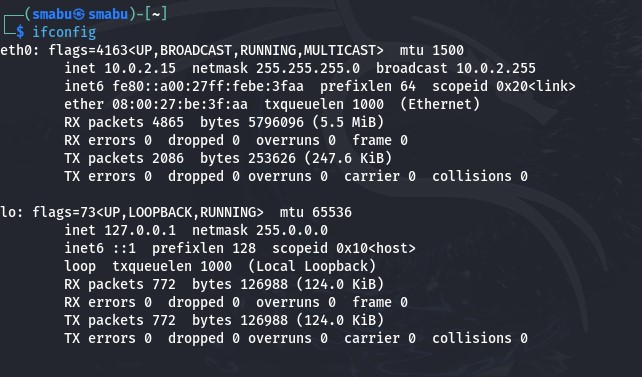 ┌──(smabu㉿ smabu)-[~]
└─$ ifconfig
eth0: flags=4163<UP,BROADCAST,RUNNING,MULTICAST>  mtu 1500
        inet 10.0.2.15  netmask 255.255.255.0  broadcast 10.0.2.255
        inet6 fe80::a00:27ff:febe:3faa  prefixlen 64  scopeid 0x20<link>
        ether 08:00:27:be:3f:aa  txqueuelen 1000  (Ethernet)
        RX packets 4865  bytes 5796096 (5.5 MiB)
        RX errors 0  dropped 0  overruns 0  frame 0
        TX packets 2086  bytes 253626 (247.6 KiB)
        TX errors 0  dropped 0 overruns 0  carrier 0  collisions 0

lo: flags=73<UP,LOOPBACK,RUNNING>  mtu 65536
        inet 127.0.0.1  netmask 255.0.0.0
        inet6 ::1  prefixlen 128  scopeid 0x10<host>
        loop  txqueuelen 1000  (Local Loopback)
        RX packets 772  bytes 126988 (124.0 KiB)
        RX errors 0  dropped 0  overruns 0  frame 0
        TX packets 772  bytes 126988 (124.0 KiB)
        TX errors 0  dropped 0 overruns 0  carrier 0  collisions 0